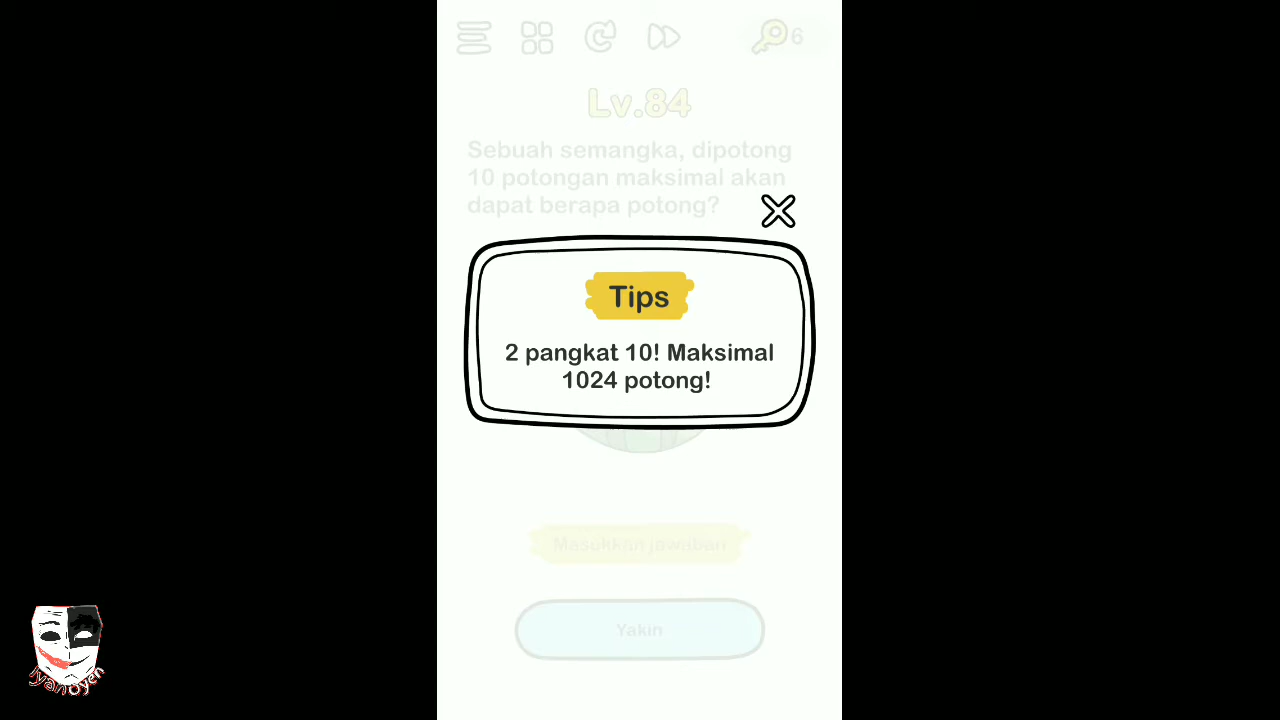 6
Lv.84
Sebuah semangka, dipotong
10 potongan maksimal akan
dapat berapa potong?
Tips
2 pangkat 10! Maksimal
1024 potong!
Masukkan jawaban
Yakin